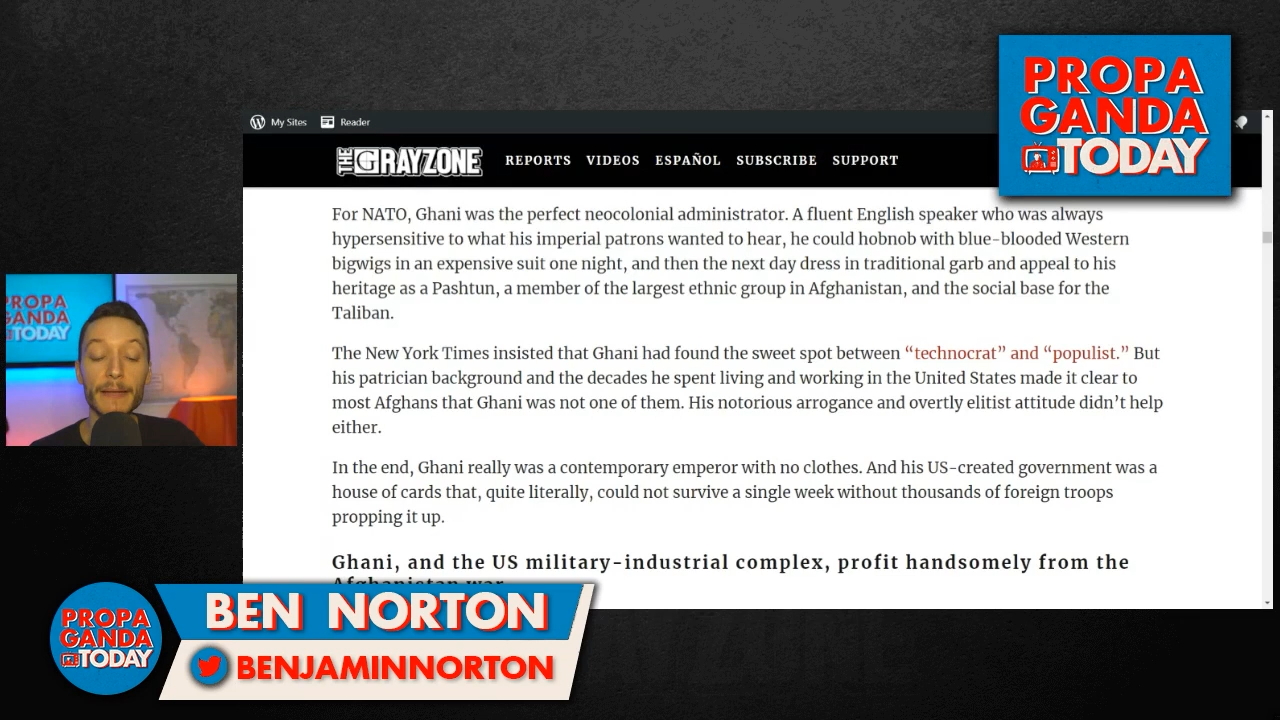 My Sites
Reader
THE GRAYZONE
REPORTS VIDEOS ESPAÑOL SUBSCRIBE SUPPORT
PROPA
GANDA
TODAY
For NATO, Ghani was the perfect neocolonial administrator. A fluent English speaker who was always
hypersensitive to what his imperial patrons wanted to hear, he could hobnob with blue-blooded Western
bigwigs in an expensive suit one night, and then the next day dress in traditional garb and appeal to his
heritage as a Pashtun, a member of the largest ethnic group in Afghanistan, and the social base for the
Taliban.
The New York Times insisted that Ghani had found the sweet spot between “technocrat” and “populist.” But
his patrician background and the decades he spent living and working in the United States made it clear to
most Afghans that Ghani was not one of them. His notorious arrogance and overtly elitist attitude didn’t help
either.
In the end, Ghani really was a contemporary emperor with no clothes. And his US-created government was a
house of cards that, quite literally, could not survive a single week without thousands of foreign troops
propping it up.
Ghani, and the US military-industrial complex, profit handsomely from the
Afghanistan war
PROPA
GANDA
TODAY
PROPA
GANDA
TODAY
BEN NORTON
BENJAMINNORTON